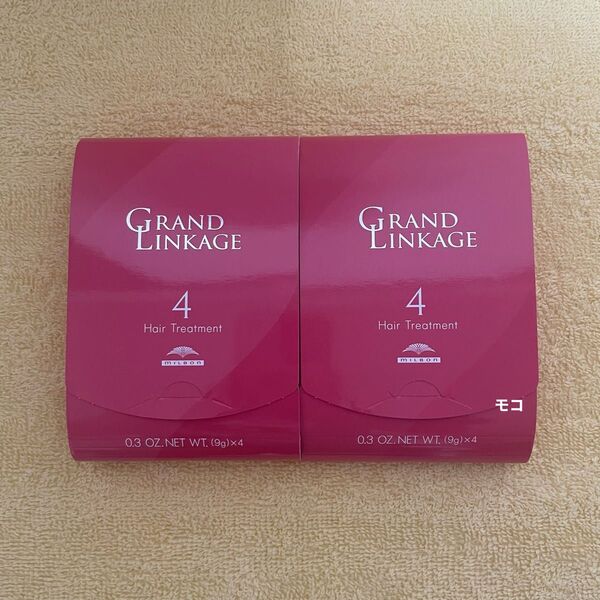 GRAND
LINKAGE
4
Hair Treatment
MILBON
0.3 OZ.NET WT. (9g)×4
GRAND
LINKAGE
4
Hair Treatment
MILBON
モコ
0.3 OZ.NET WT. (9g)×4